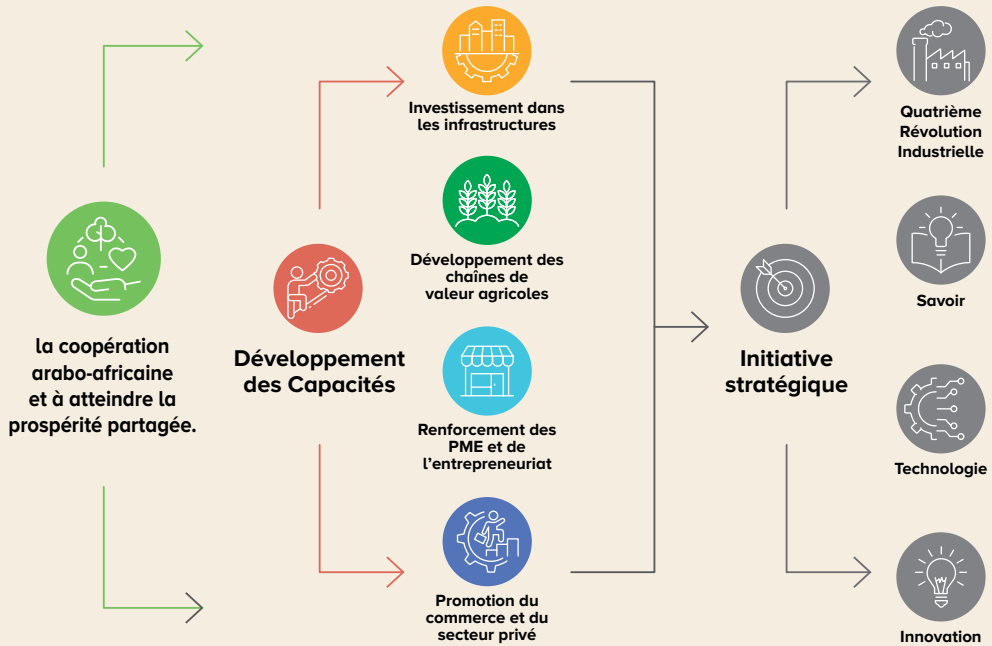 la coopération
arabo-africaine
et à atteindre la
prospérité partagée.
Développement
des Capacités
Investissement dans
les infrastructures
Développement des
chaînes de
valeur agricoles
Renforcement des
PME et de
l'entrepreneuriat
Promotion du
commerce et du
secteur privé
Initiative
stratégique
Quatrième
Révolution
Industrielle
Savoir
Technologie
Innovation